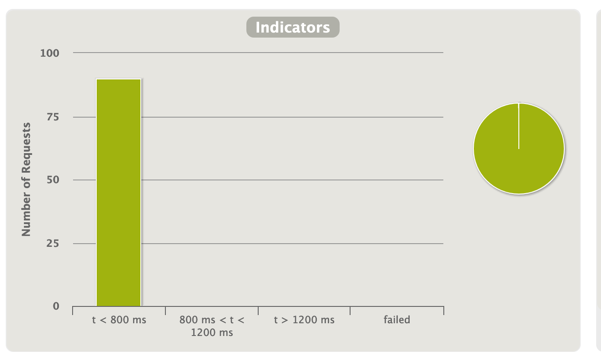 Indicators
100
75
50
25
0
Number of Requests
t < 800 ms
800 ms < t <
1200 ms
t > 1200 ms
failed